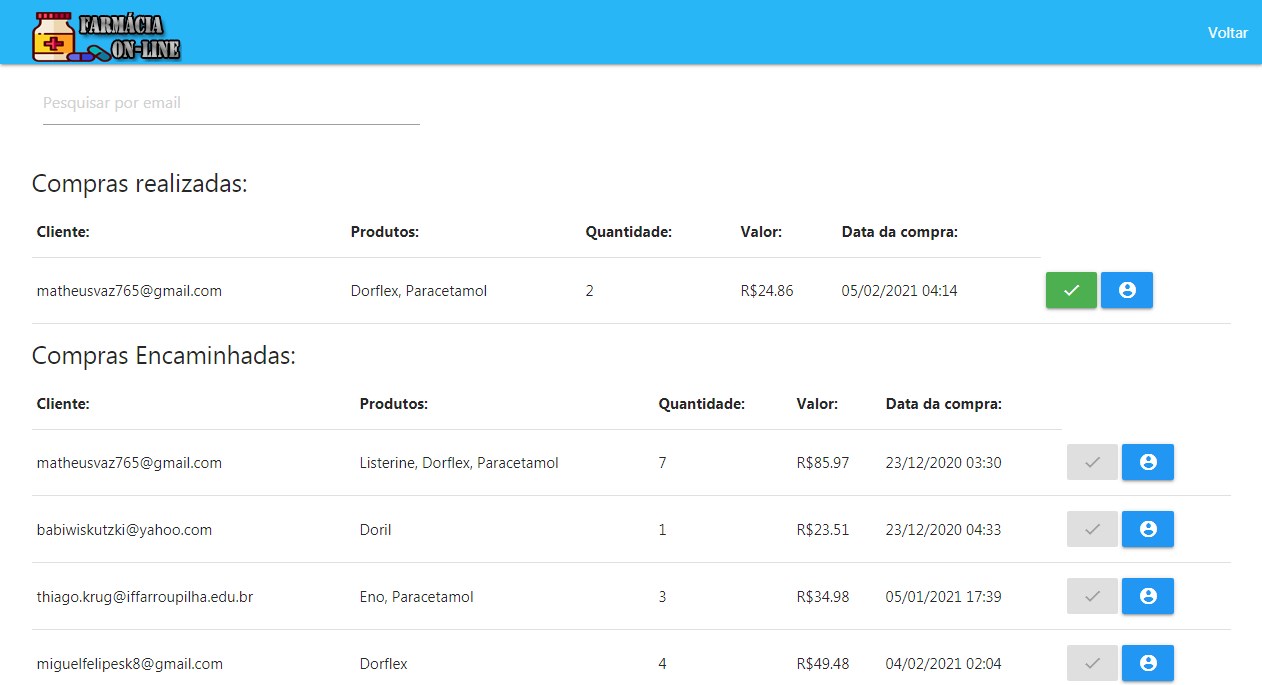 FARMÁCIA
ON-LINE
Voltar
Pesquisar por email
Compras realizadas:
Cliente: Produtos: Quantidade: Valor: Data da compra:
matheusvaz765@gmail.com Dorflex, Paracetamol 2 R$24.86 05/02/2021 04:14
Compras Encaminhadas:
Cliente: Produtos: Quantidade: Valor: Data da compra:
matheusvaz765@gmail.com Listerine, Dorflex, Paracetamol 7 R$85.97 23/12/2020 03:30
babiwiskutzki@yahoo.com Doril 1 R$23.51 23/12/2020 04:33
thiago.krug@iffarroupilha.edu.br Eno, Paracetamol 3 R$34.98 05/01/2021 17:39
miguelfelipesk8@gmail.com Dorflex 4 R$49.48 04/02/2021 02:04